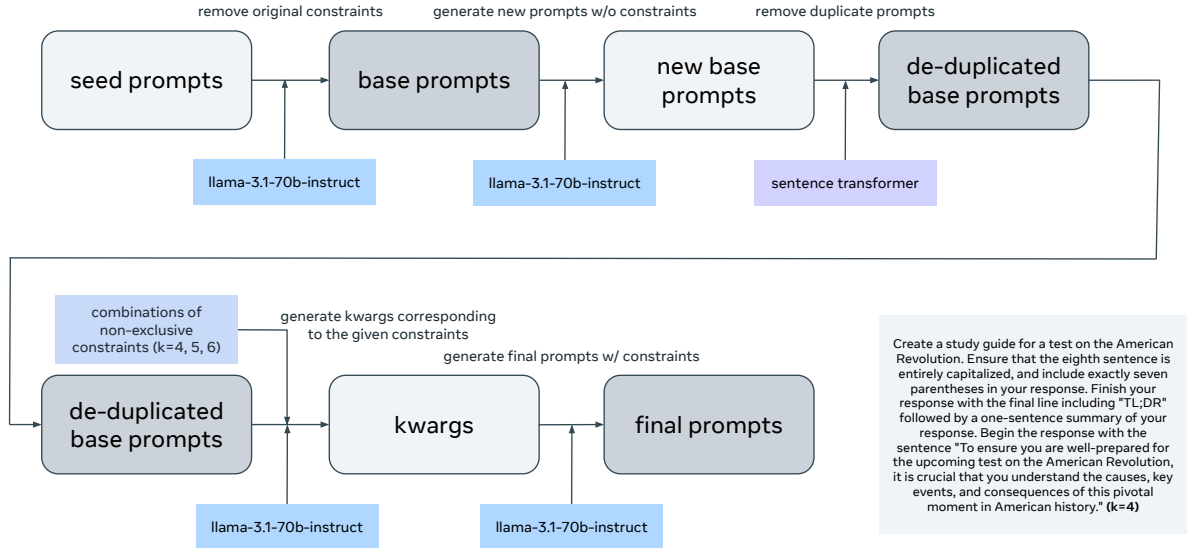 remove original constraints
generate new prompts w/o constraints
remove duplicate prompts
seed prompts
base prompts
new base
prompts
de-duplicated
base prompts
llama-3.1-70b-instruct
llama-3.1-70b-instruct
sentence transformer
combinations of
non-exclusive
constraints (k=4, 5, 6)
generate kwargs corresponding
to the given constraints
generate final prompts w/ constraints
de-duplicated
base prompts
kwargs
final prompts
llama-3.1-70b-instruct
llama-3.1-70b-instruct
Create a study guide for a test on the American
Revolution. Ensure that the eighth sentence is
entirely capitalized, and include exactly seven
parentheses in your response. Finish your
response with the final line including "TL;DR"
followed by a one-sentence summary of your
response. Begin the response with the
sentence "To ensure you are well-prepared for
the upcoming test on the American Revolution,
it is crucial that you understand the causes, key
events, and consequences of this pivotal
moment in American history." (k=4)